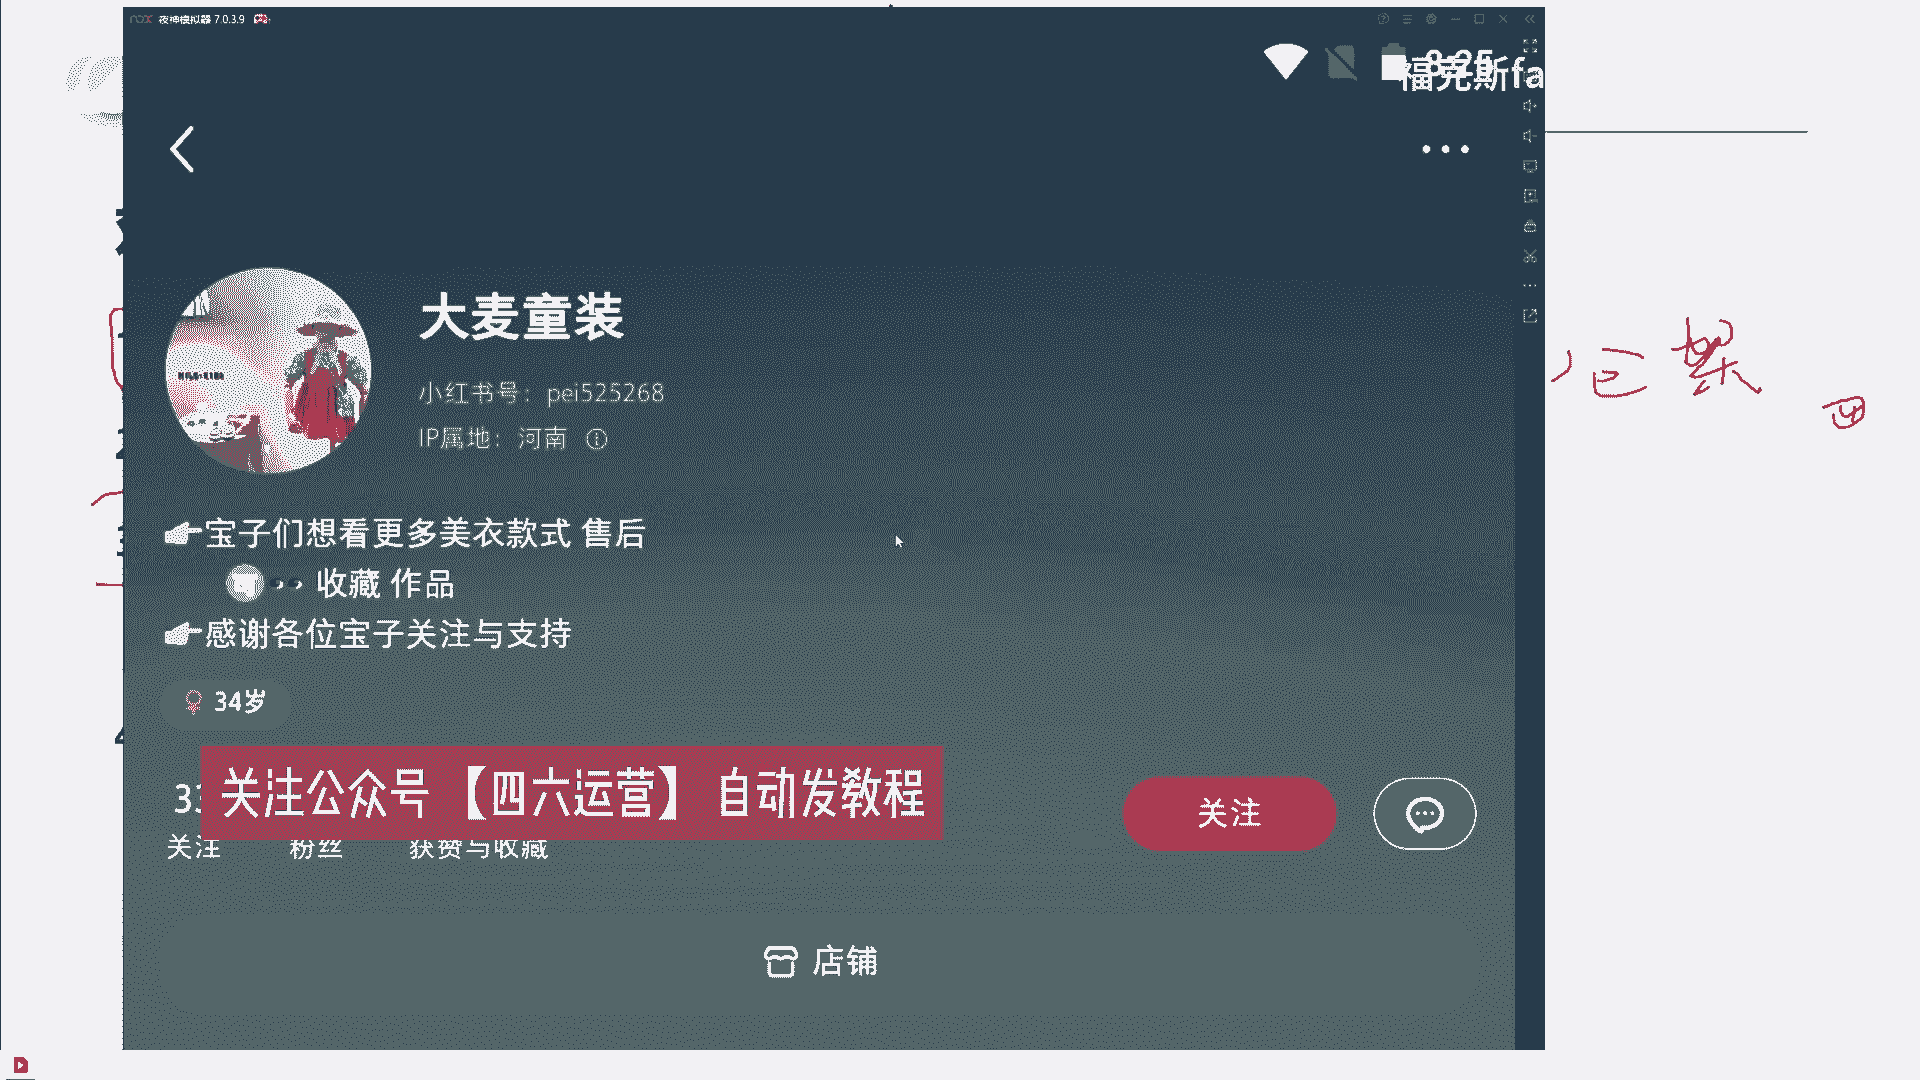 nox 夜神模拟器 7.0.3.9
8:25
福克斯fa
大麦童装
小红书号：pei525268
IP属地：河南
宝子们想看更多美衣款式 售后
收藏 作品
感谢各位宝子关注与支持
34岁
关注公众号【四六运营】自动发教程
关注 粉丝 获赞与收藏
关注
店铺